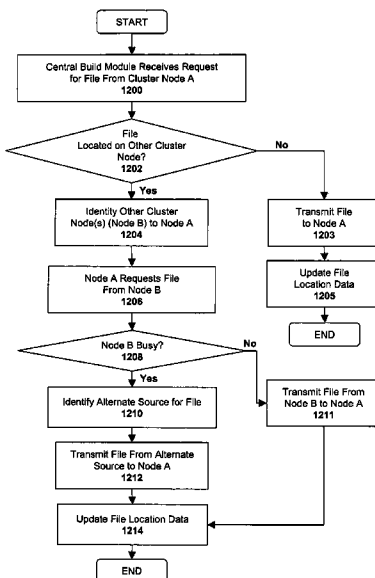 START
Central Build Module Receives Request
for File From Cluster Node A
1200
File
Located on Other Cluster
Node?
1202
No
Yes
Identity Other Cluster
Node(s) (Node B) to Node A
1204
Transmit File
to Node A
1203
Node A Requests File
From Node B
1206
Update File
Location Data
1205
END
Node B Busy?
1208
No
Yes
Identify Alternate Source for File
1210
Transmit File From
Node B to Node A
1211
Transmit File From Alternate
Source to Node A
1212
Update File Location Data
1214
END